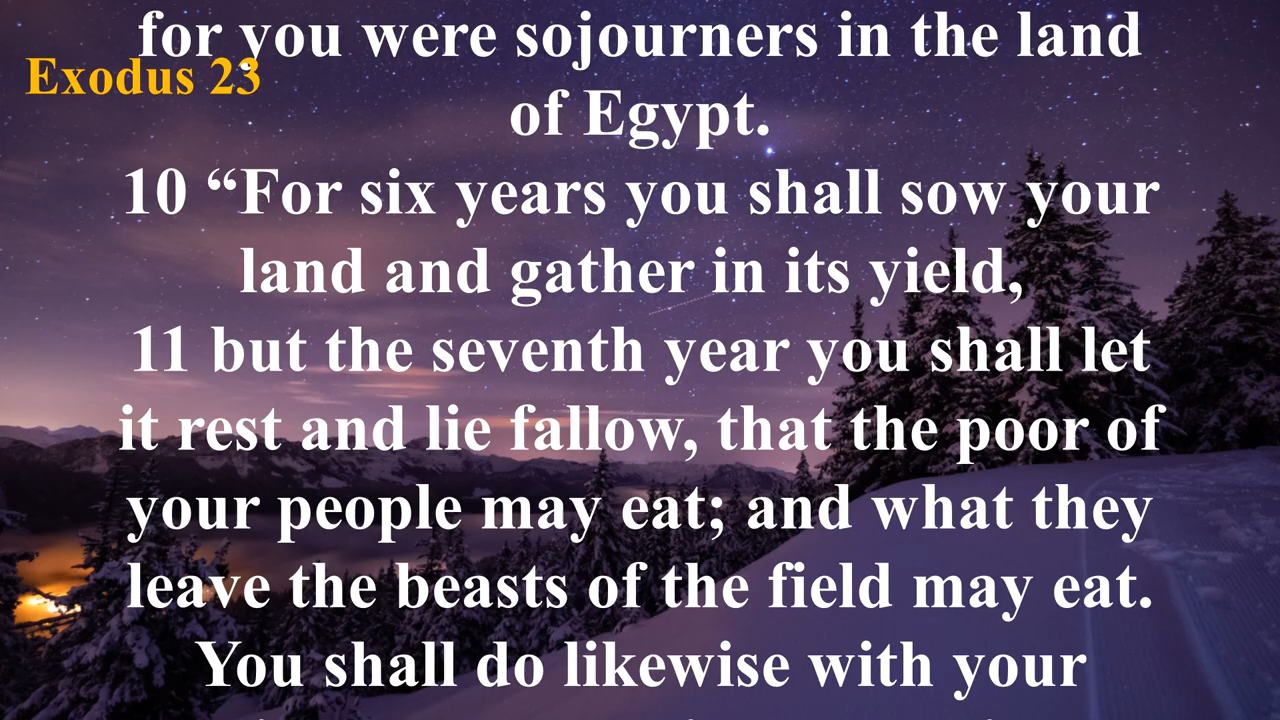 for you were sojourners in the land
Exodus 23
of Egypt.
10 “For six years you shall sow your
land and gather in its yield,
11 but the seventh year you shall let
it rest and lie fallow, that the poor of
your people may eat; and what they
leave the beasts of the field may eat.
You shall do likewise with your